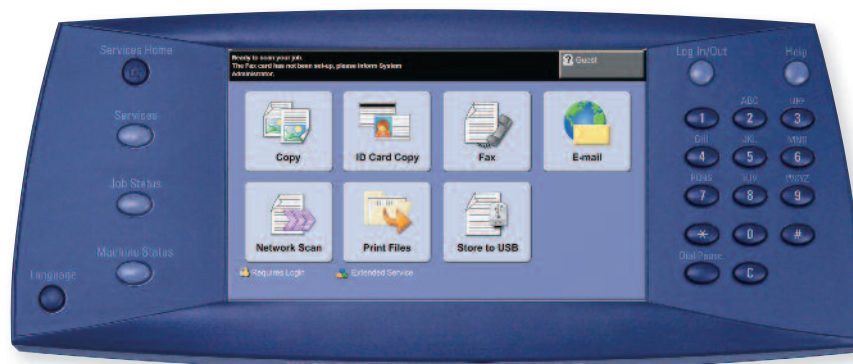 Services Home
Services
Job Status
Machine Status
Language
Ready to scan your job.
The Fax card has not been set-up, please inform System
Administrator.
? Guest
Copy
ID Card Copy
Fax
E-mail
Network Scan
Print Files
Store to USB
Requires Login
Extended Service
Log In/Out
Help
1
ABC
2
DEF
3
GHI
4
JKL
5
MNO
6
PQRS
7
TUV
8
WXYZ
9
*
0
#
Dial Pause
C